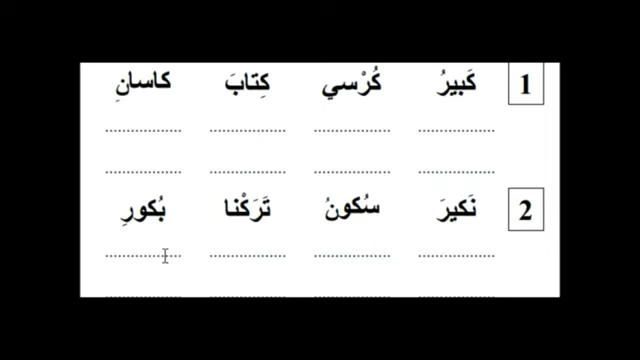 1 كَبيرُ كُرْسي كِتابَ كاسانِ
2 نَكيرَ سُكونُ تَرَكْنا بُكورِ